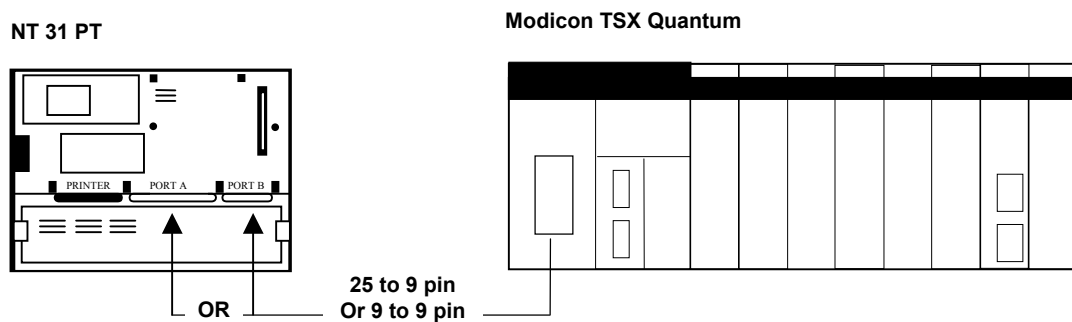 NT 31 PT
Modicon TSX Quantum
PRINTER PORT A PORT B
25 to 9 pin
OR Or 9 to 9 pin